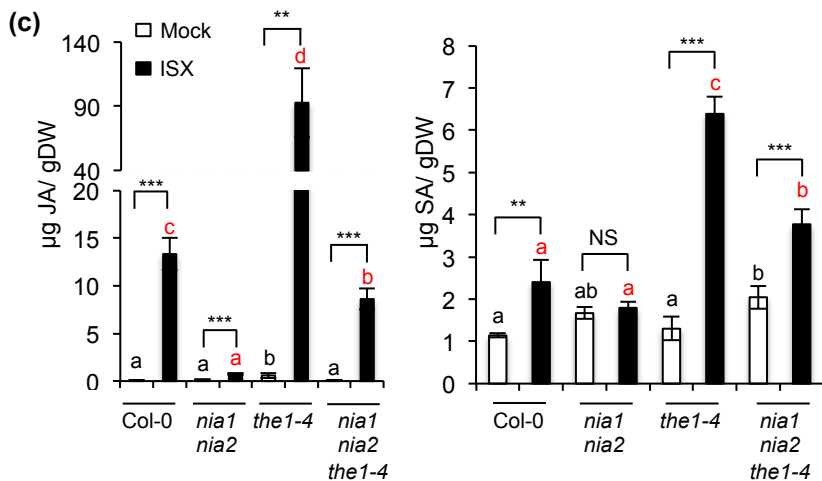 (c)
Mock
ISX
µg JA/ gDW
140
90
40
20
15
10
5
0
***
**
***
***
a
c
a
a
b
d
a
b
Col-0
nia1
nia2
the1-4
nia1
nia2
the1-4
µg SA/ gDW
8
7
6
5
4
3
2
1
0
**
NS
***
***
a
a
ab
a
a
c
b
b
Col-0
nia1
nia2
the1-4
nia1
nia2
the1-4